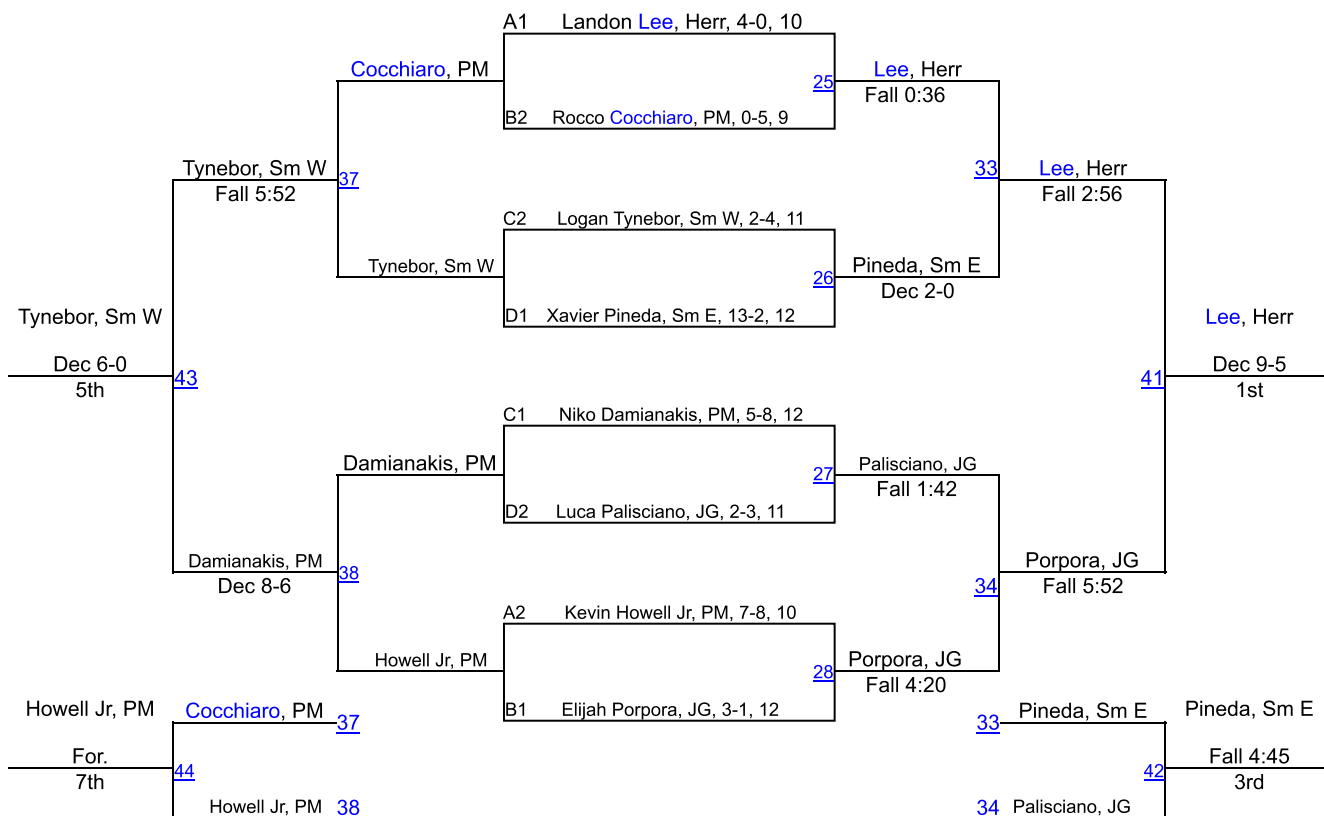 A1 Landon Lee, Herr, 4-0, 10
Cocchiaro, PM
25
Lee, Herr
Fall 0:36
B2 Rocco Cocchiaro, PM, 0-5, 9
Tynebor, Sm W
37
Fall 5:52
33
Lee, Herr
Fall 2:56
C2 Logan Tynebor, Sm W, 2-4, 11
Tynebor, Sm W
26
Pineda, Sm E
Dec 2-0
D1 Xavier Pineda, Sm E, 13-2, 12
Tynebor, Sm W
Dec 6-0
5th
43
41
Lee, Herr
Dec 9-5
1st
C1 Niko Damianakis, PM, 5-8, 12
Damianakis, PM
27
Palisciano, JG
Fall 1:42
D2 Luca Palisciano, JG, 2-3, 11
Damianakis, PM
38
Dec 8-6
34
Porpora, JG
Fall 5:52
A2 Kevin Howell Jr, PM, 7-8, 10
Howell Jr, PM
28
Porpora, JG
Fall 4:20
B1 Elijah Porpora, JG, 3-1, 12
Howell Jr, PM
Cocchiaro, PM 37
33 Pineda, Sm E
Pineda, Sm E
For.
7th
44
42
Fall 4:45
3rd
Howell Jr, PM 38
34 Palisciano, JG